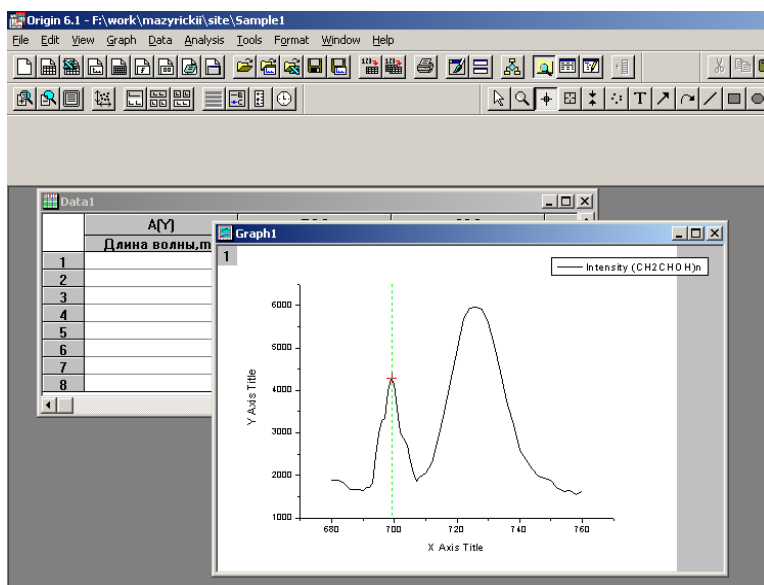 Origin 6.1 - F:\work\mazyrickii\site\Sample1
File Edit View Graph Data Analysis Tools Format Window Help
Data1
A(Y)
Длина волны,m
1
2
3
4
5
6
7
8
Graph1
1
Intensity (CH2CHOH)n
6000
5000
4000
3000
2000
1000
Y Axis Title
680 700 720 740 760
X Axis Title